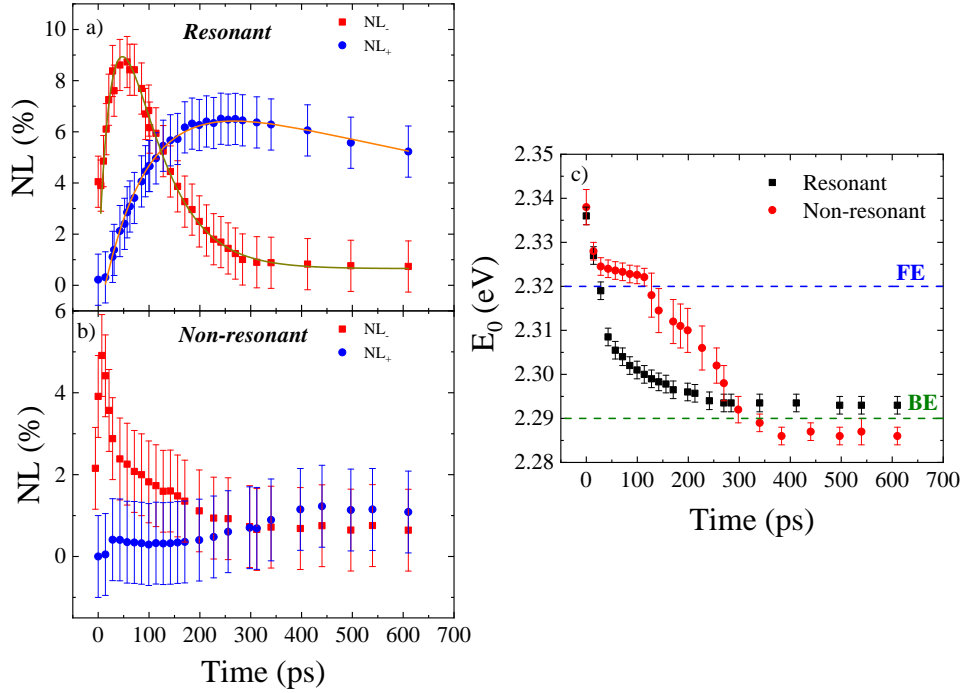 a)
Resonant
NL-
NL+
10
8
6
4
2
0
NL (%)
6
b)
Non-resonant
NL-
NL+
4
2
0
NL (%)
0 100 200 300 400 500 600 700
Time (ps)
c)
Resonant
Non-resonant
2.35
2.34
2.33
2.32
2.31
2.30
2.29
2.28
E0 (eV)
FE
BE
0 100 200 300 400 500 600 700
Time (ps)